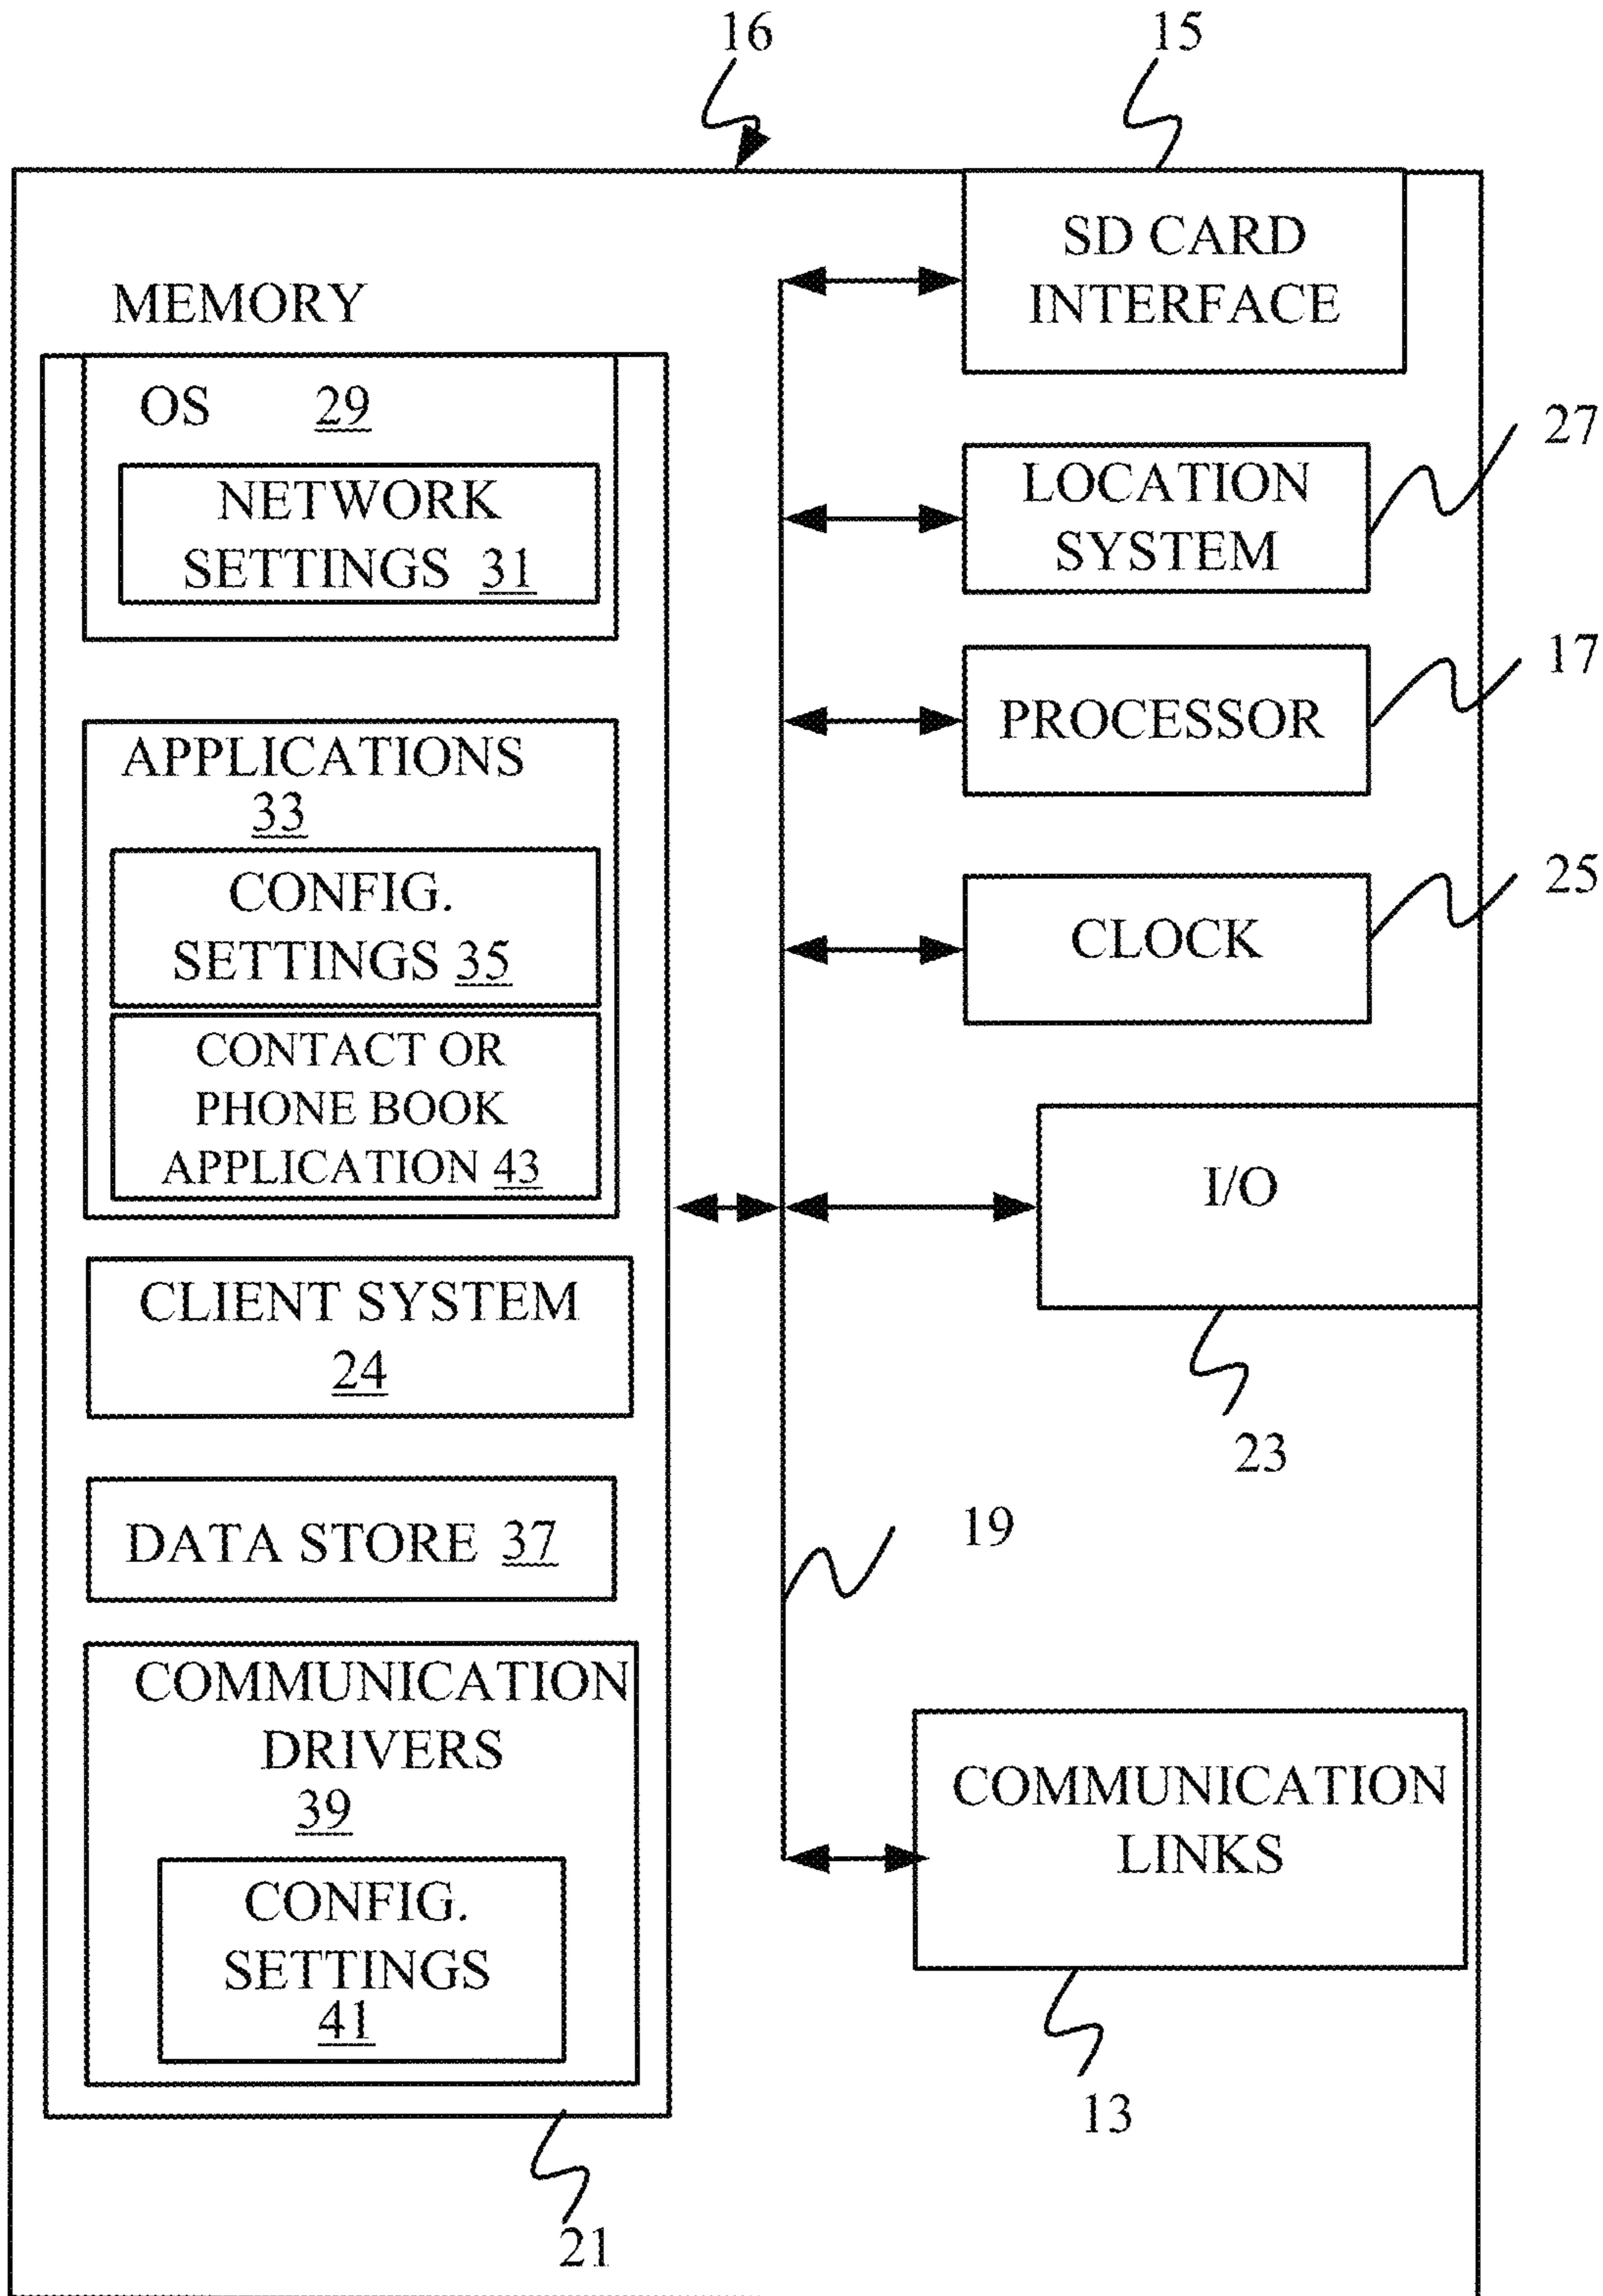 16
15
SD CARD
INTERFACE
MEMORY
OS 29
NETWORK
SETTINGS 31
APPLICATIONS
33
CONFIG.
SETTINGS 35
CONTACT OR
PHONE BOOK
APPLICATION 43
CLIENT SYSTEM
24
DATA STORE 37
COMMUNICATION
DRIVERS
39
CONFIG.
SETTINGS
41
21
LOCATION
SYSTEM
27
PROCESSOR
17
CLOCK
25
I/O
23
19
COMMUNICATION
LINKS
13